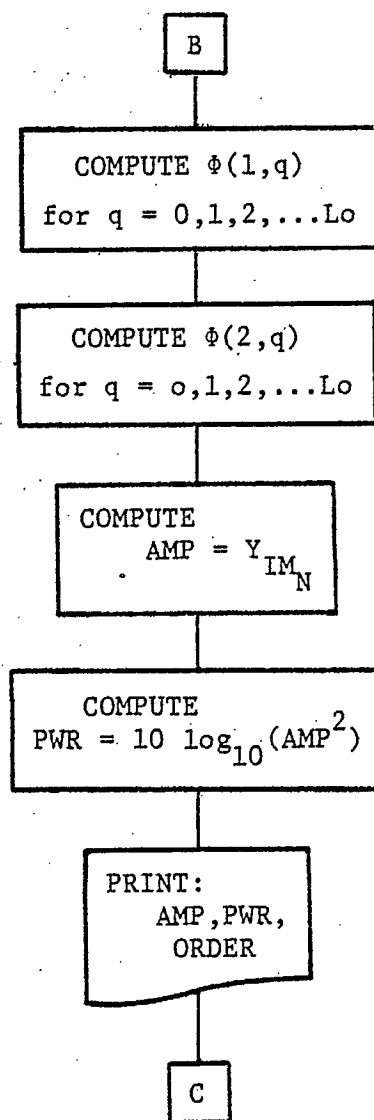 B
COMPUTE Φ(1,q)
for q = 0,1,2,...Lo
COMPUTE Φ(2,q)
for q = o,1,2,...Lo
COMPUTE
AMP = Y_IM_N
COMPUTE
PWR = 10 log10(AMP²)
PRINT:
AMP,PWR,
ORDER
C